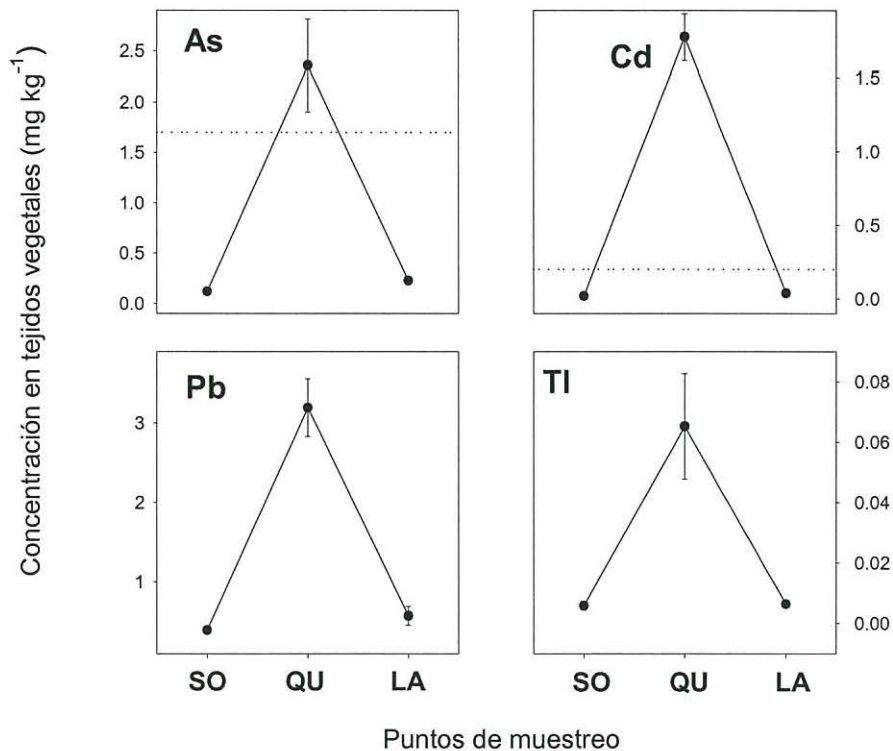 Concentración en tejidos vegetales (mg kg⁻¹)
As
2.5
2.0
1.5
1.0
0.5
0.0
Cd
1.5
1.0
0.5
0.0
Pb
3
2
1
Tl
0.08
0.06
0.04
0.02
0.00
SO QU LA
SO QU LA
Puntos de muestreo